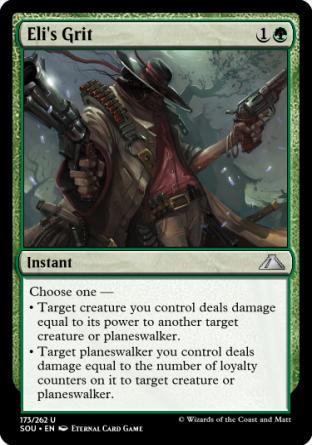 Eli's Grit 1
Instant
Choose one —
• Target creature you control deals damage
equal to its power to another target
creature or planeswalker.
• Target planeswalker you control deals
damage equal to the number of loyalty
counters on it to target creature or
planeswalker.
173/262 U
SOU • EN Eternal Card Game
© Wizards of the Coast and Matt